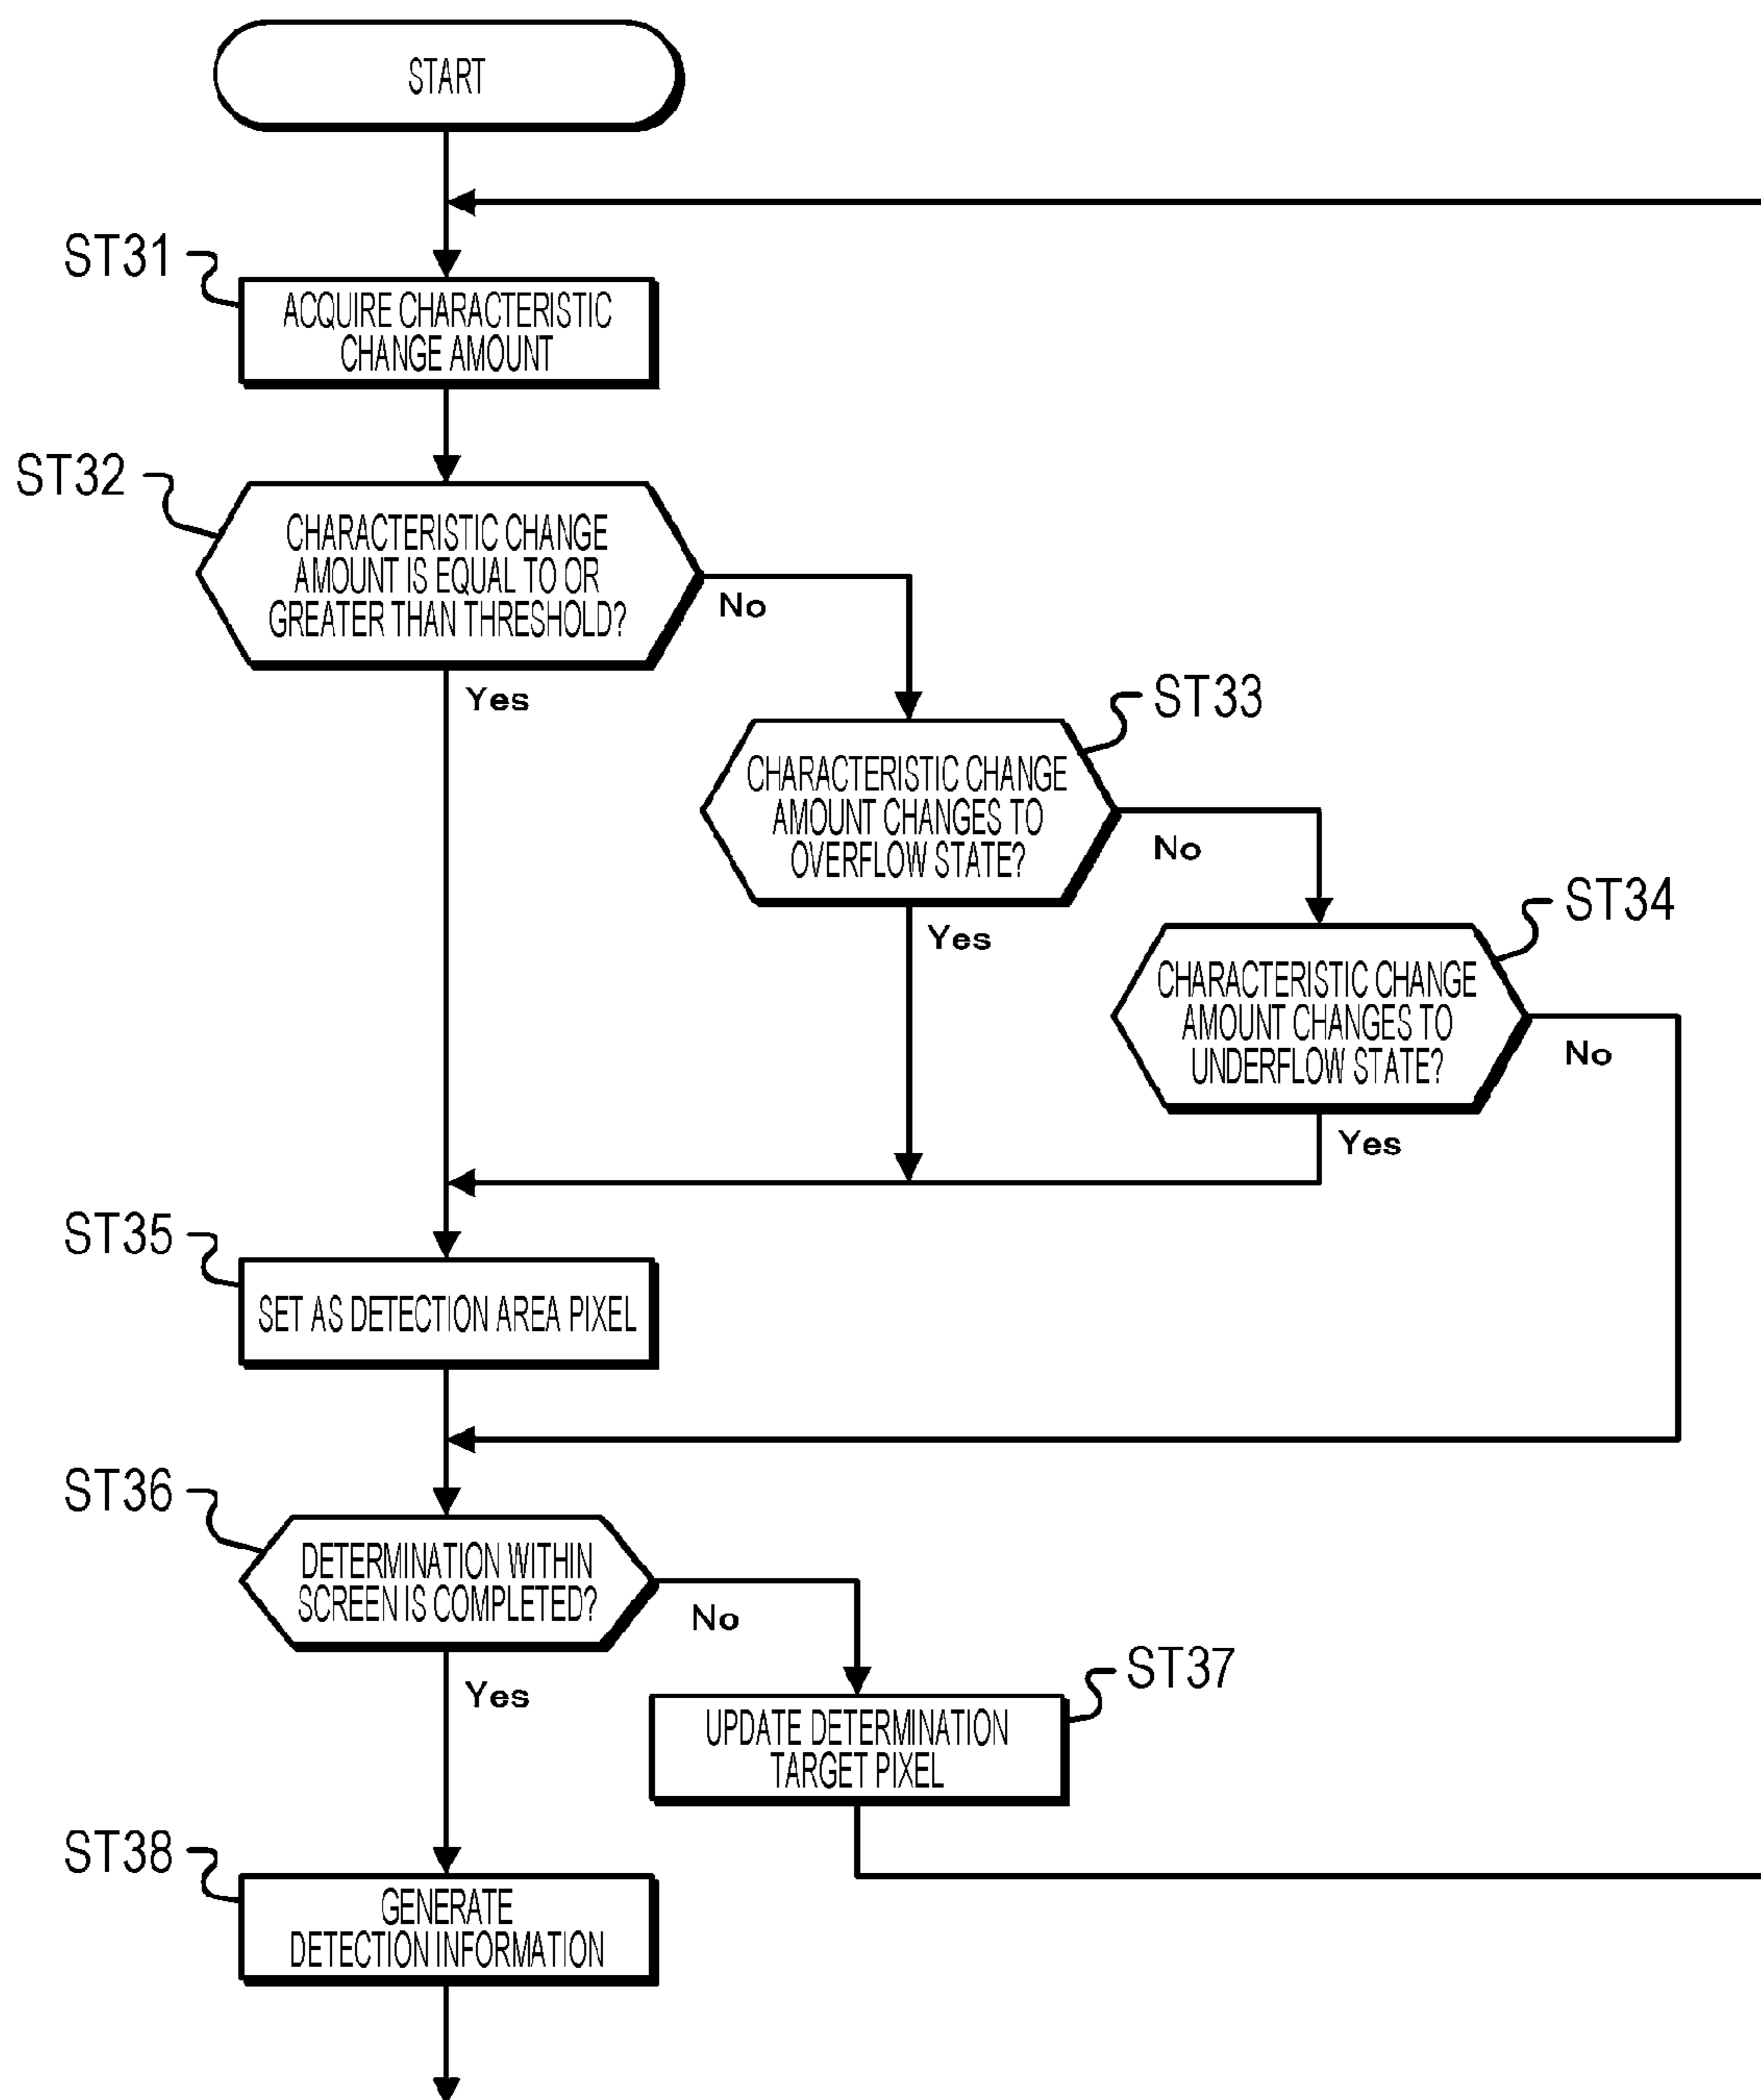 START
ST31
ACQUIRE CHARACTERISTIC
CHANGE AMOUNT
ST32
CHARACTERISTIC CHANGE
AMOUNT IS EQUAL TO OR
GREATER THAN THRESHOLD?
No
Yes
ST33
CHARACTERISTIC CHANGE
AMOUNT CHANGES TO
OVERFLOW STATE?
No
Yes
ST34
CHARACTERISTIC CHANGE
AMOUNT CHANGES TO
UNDERFLOW STATE?
No
Yes
ST35
SET AS DETECTION AREA PIXEL
ST36
DETERMINATION WITHIN
SCREEN IS COMPLETED?
No
Yes
ST37
UPDATE DETERMINATION
TARGET PIXEL
ST38
GENERATE
DETECTION INFORMATION